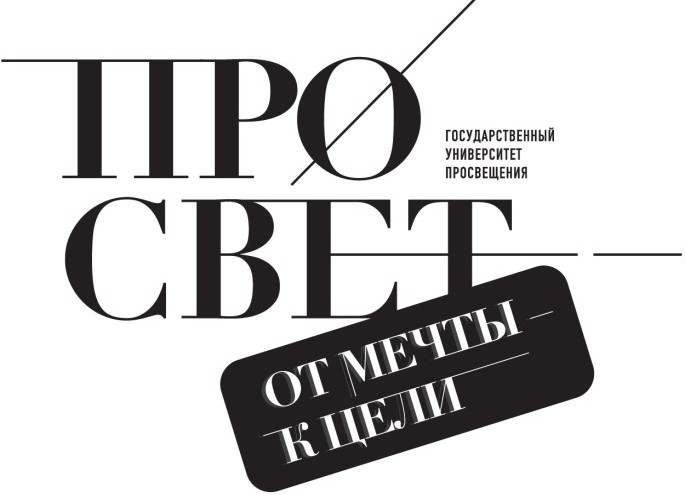 ПРО
ГОСУДАРСТВЕННЫЙ
УНИВЕРСИТЕТ
ПРОСВЕЩЕНИЯ
СВЕТ
ОТ МЕЧТЫ
К ЦЕЛИ